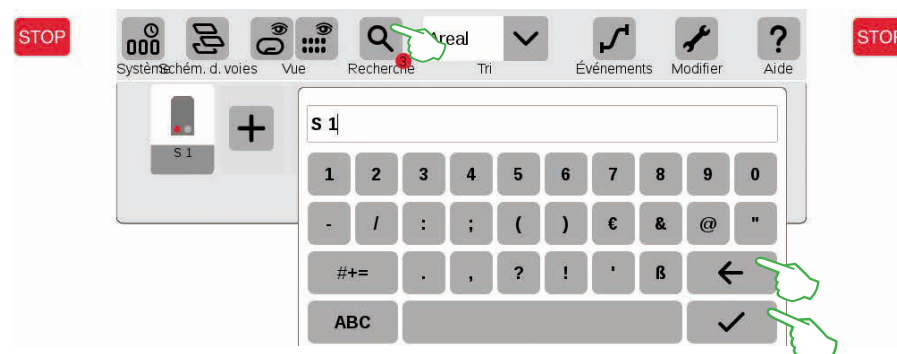 STOP
Système Schém. d. voies Vue Recherche Areal Tri Événements Modifier Aide
STOP
3
S 1
S 1
1 2 3 4 5 6 7 8 9 0
- / : ; ( ) € & @ "
#+= . , ? ! ' ß
ABC